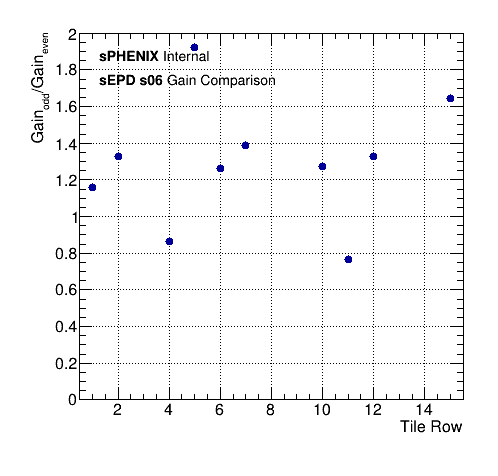 Gain_odd/Gain_even
sPHENIX Internal
sEPD s06 Gain Comparison
2
1.8
1.6
1.4
1.2
1
0.8
0.6
0.4
0.2
0
2 4 6 8 10 12 14
Tile Row